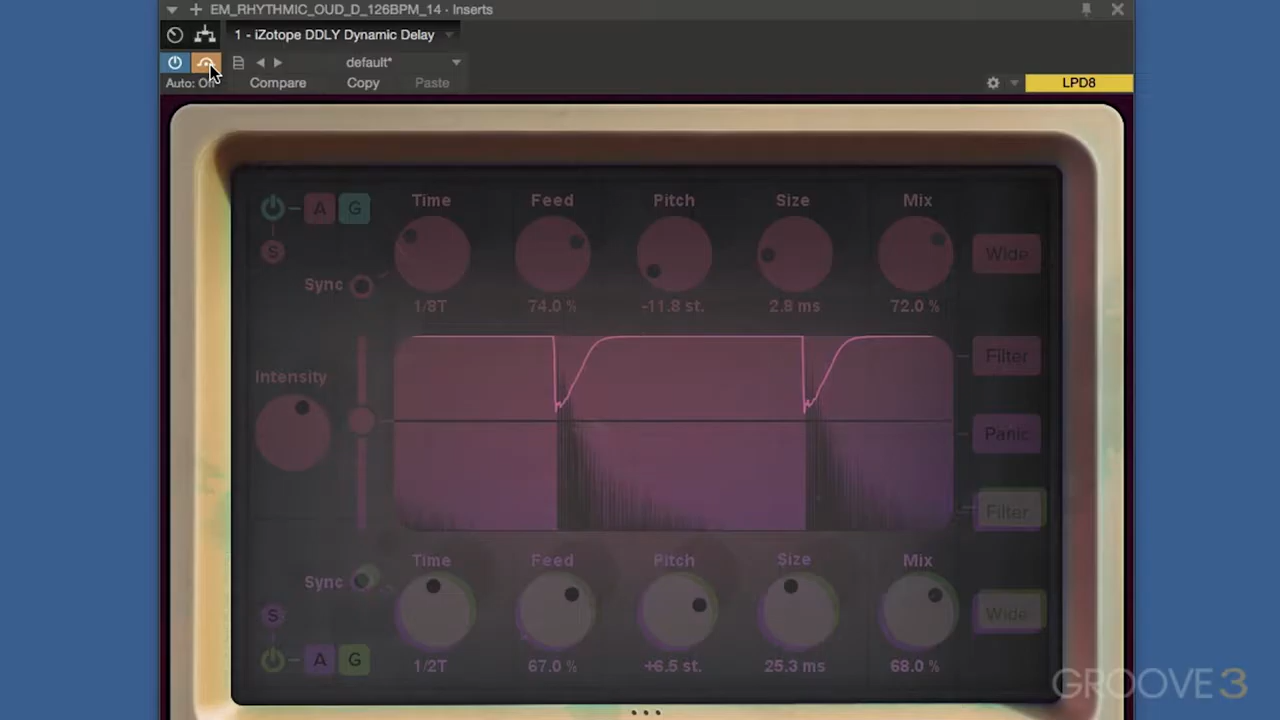 EM_RHYTHMIC_OUD_D_126BPM_14 · Inserts
1 - iZotope DDLY Dynamic Delay
default*
Auto: Off
Compare
Copy
Paste
LPD8
A
G
Time
Feed
Pitch
Size
Mix
S
Wide
Sync
1/8T
74.0 %
-11.8 st.
2.8 ms
72.0 %
Filter
Intensity
Panic
Filter
Time
Feed
Pitch
Size
Mix
Sync
S
Wide
A
G
1/2T
67.0 %
+6.5 st.
25.3 ms
68.0 %
GROOVE 3